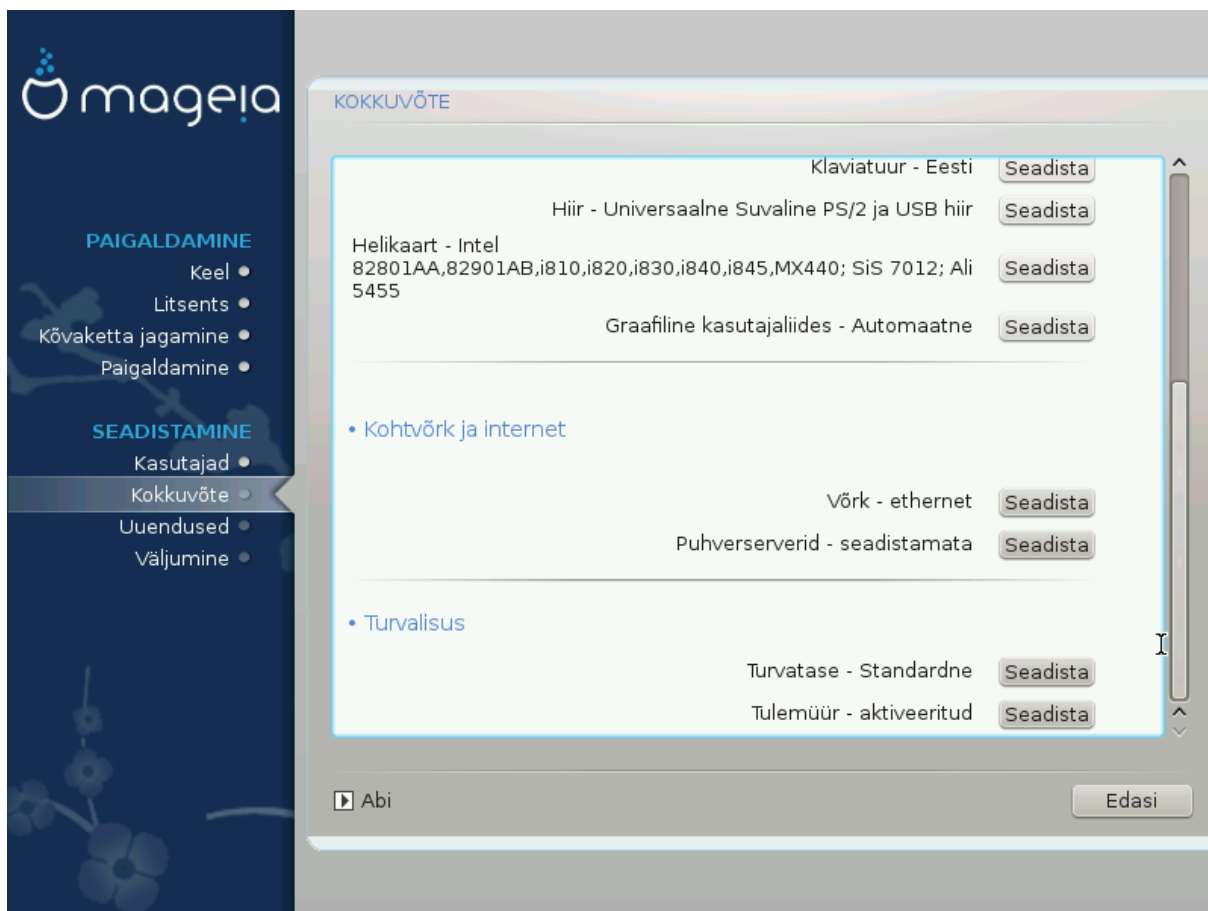 mageia
PAIGALDAMINE
Keel
Litsents
Kõvaketta jagamine
Paigaldamine
SEADISTAMINE
Kasutajad
Kokkuvõte
Uuendused
Väljumine
KOKKUVÕTE
Klaviatuur - Eesti Seadista
Hiir - Universaalne Suvaline PS/2 ja USB hiir Seadista
Helikaart - Intel
82801AA,82901AB,i810,i820,i830,i840,i845,MX440; SiS 7012; Ali Seadista
5455
Graafiline kasutajaliides - Automaatne Seadista
• Kohtvõrk ja internet
Võrk - ethernet Seadista
Puhverserverid - seadistamata Seadista
• Turvalisus
Turvatase - Standardne Seadista
Tulemüür - aktiveeritud Seadista
Abi
Edasi